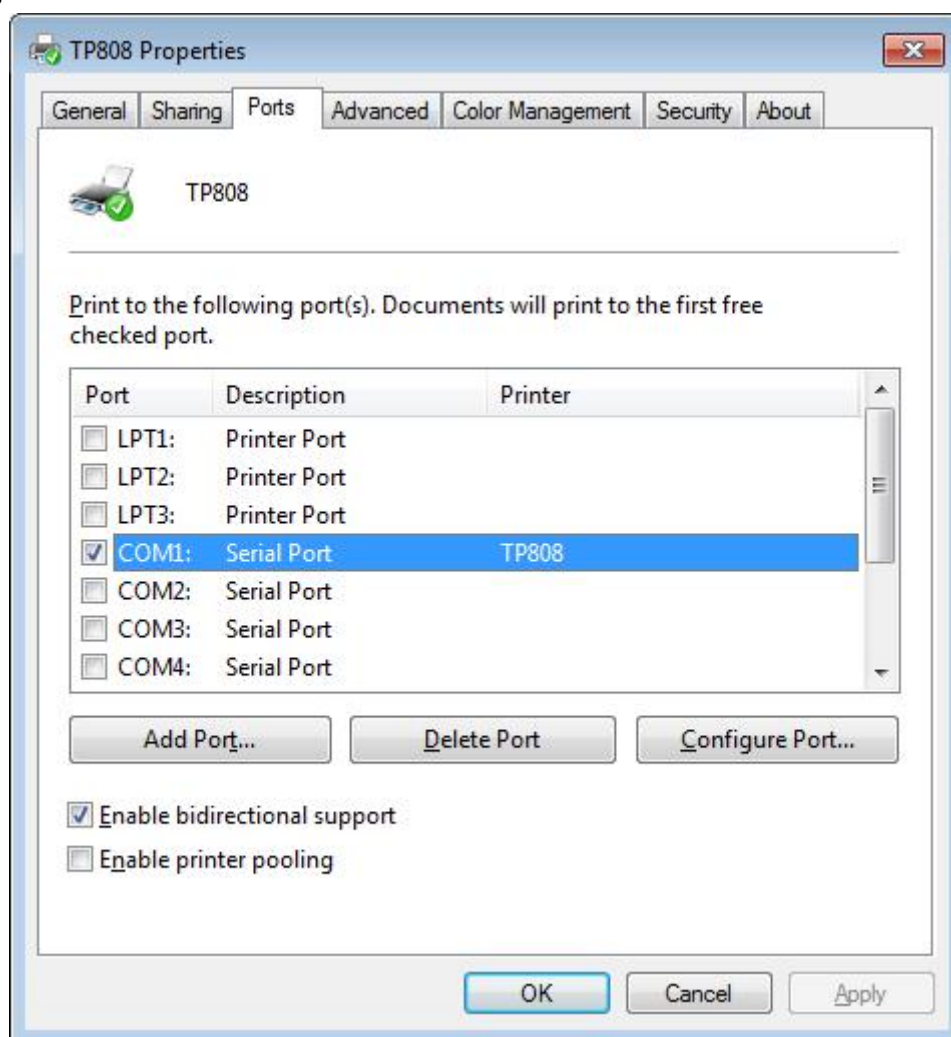 TP808 Properties
General Sharing Ports Advanced Color Management Security About
TP808
Print to the following port(s). Documents will print to the first free
checked port.
Port Description Printer
LPT1: Printer Port
LPT2: Printer Port
LPT3: Printer Port
COM1: Serial Port TP808
COM2: Serial Port
COM3: Serial Port
COM4: Serial Port
Add Port... Delete Port Configure Port...
Enable bidirectional support
Enable printer pooling
OK Cancel Apply